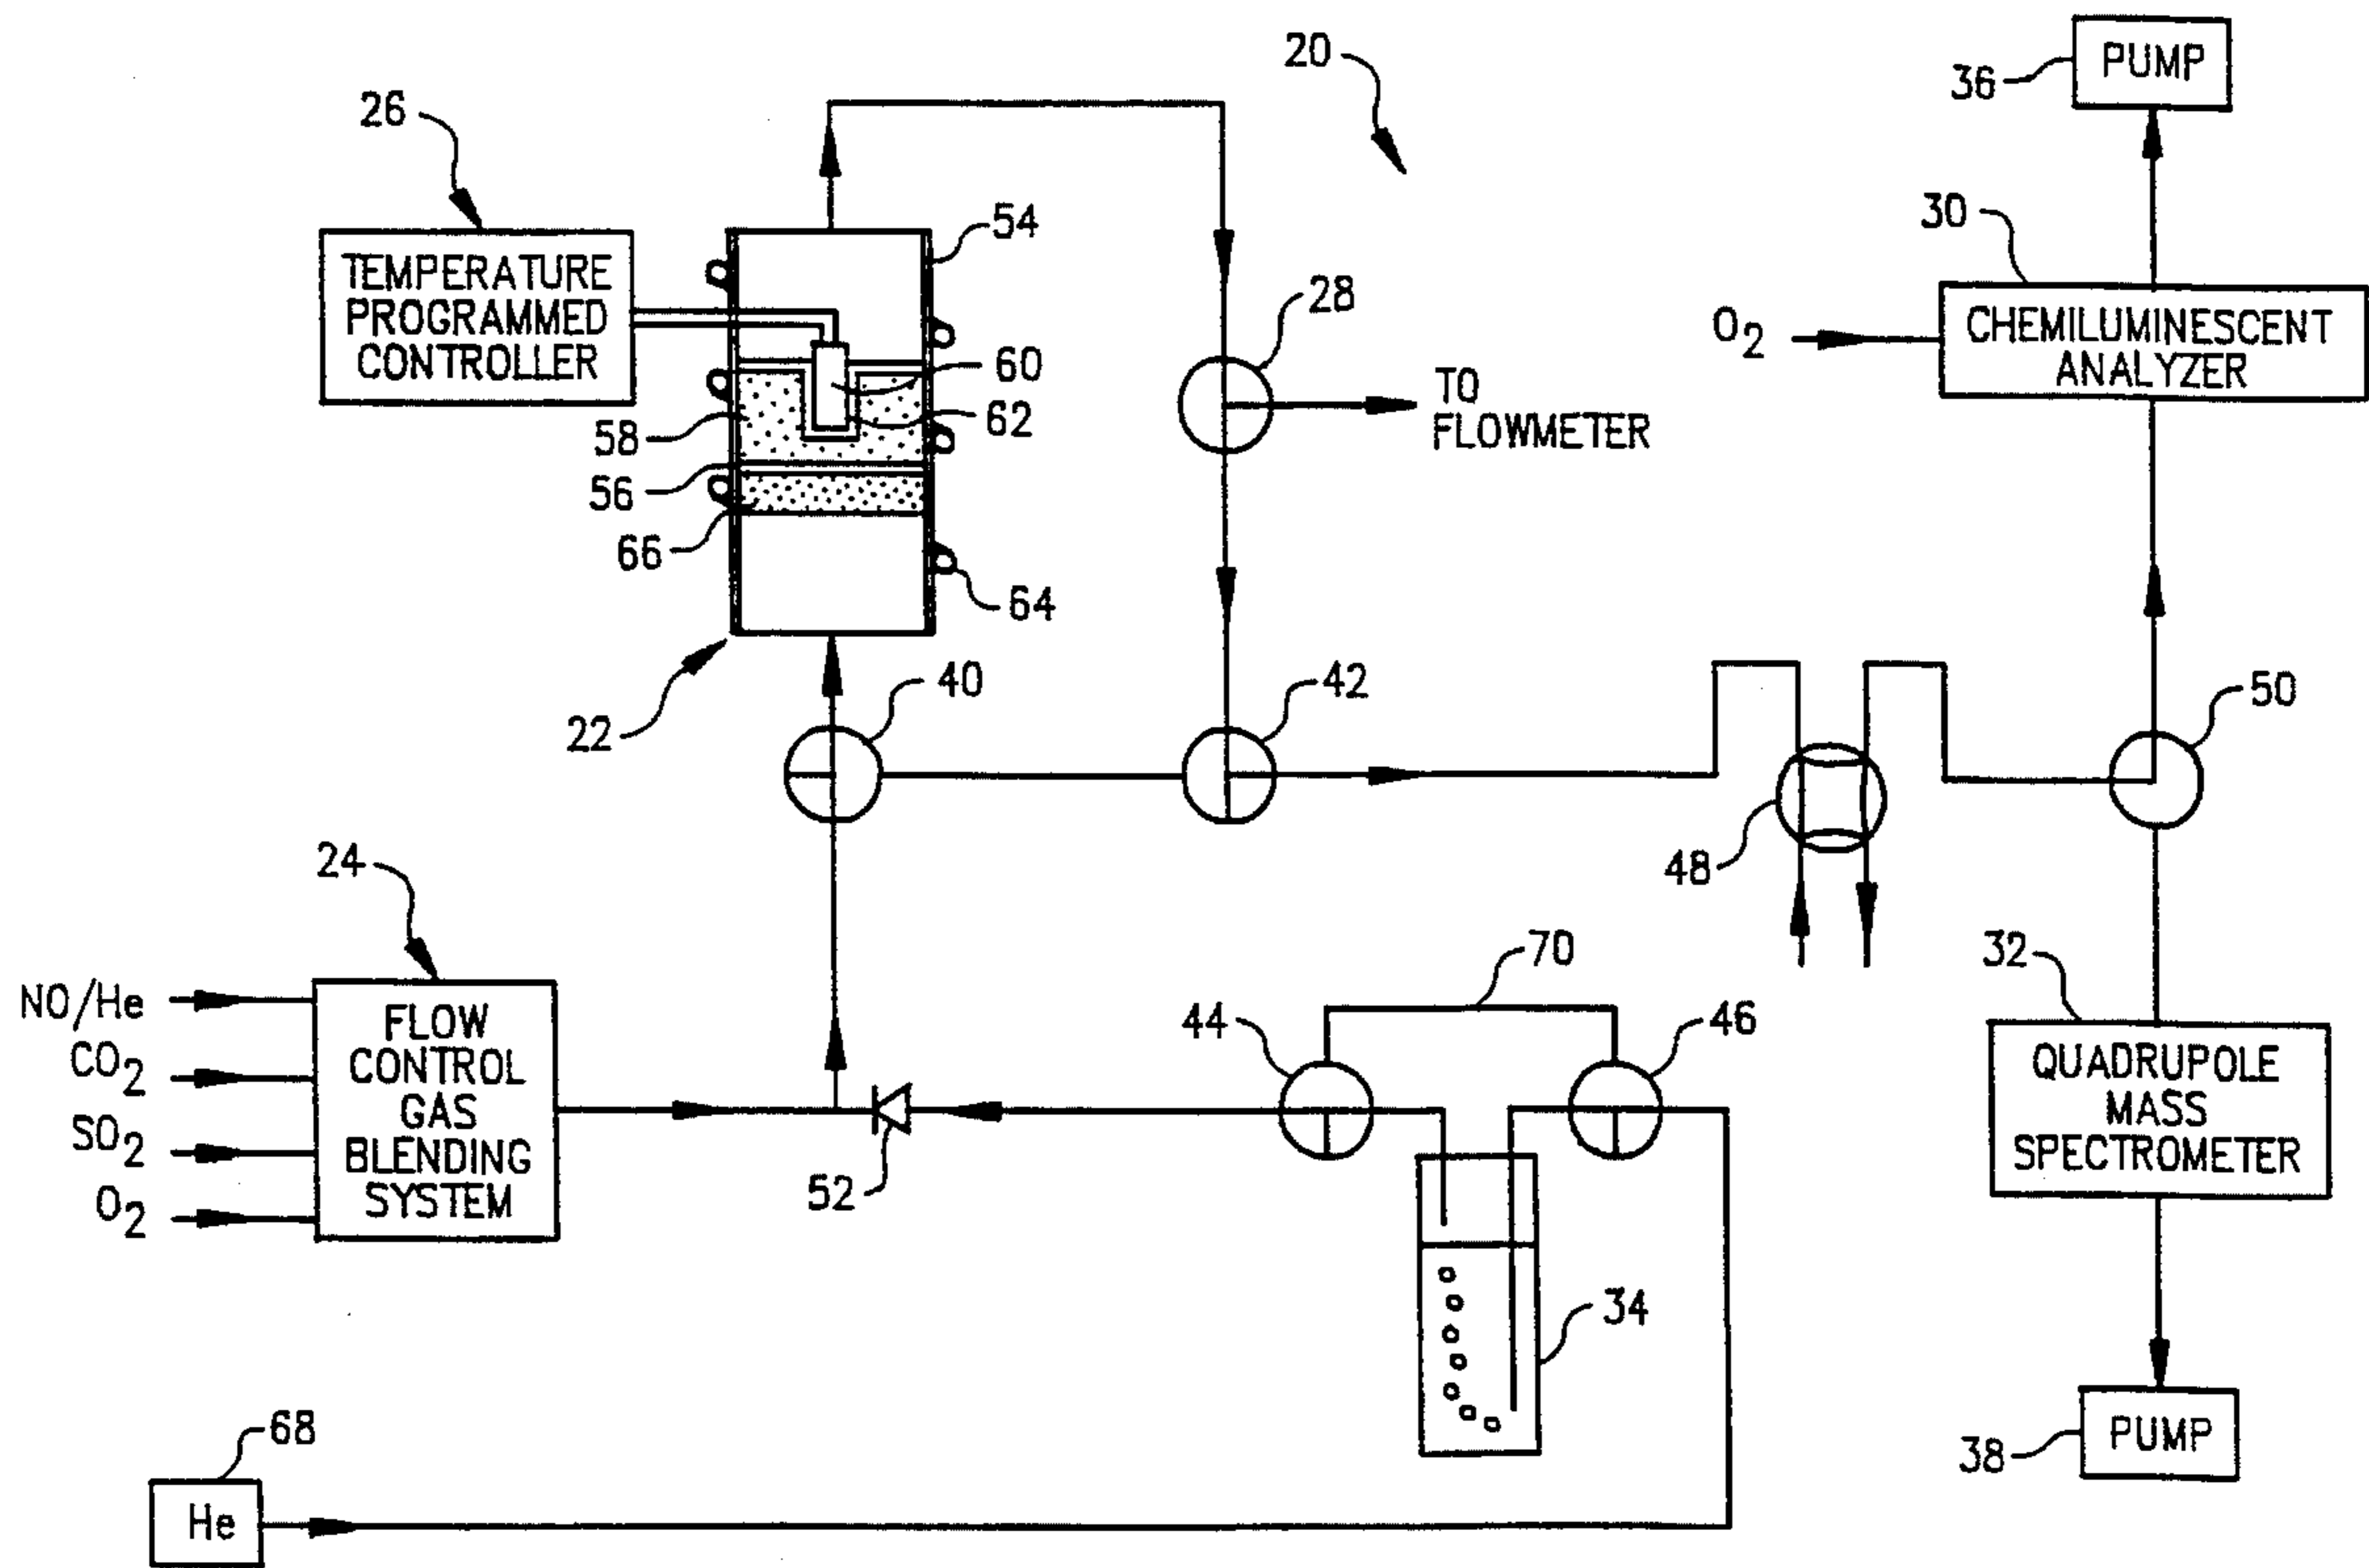 20
PUMP
36
26
30
54
TEMPERATURE
PROGRAMMED
CONTROLLER
28
O2
CHEMILUMINESCENT
ANALYZER
60
TO
FLOWMETER
62
58
56
66
64
40
42
50
22
48
24
70
32
NO/He
FLOW
CONTROL
GAS
BLENDING
SYSTEM
44
46
CO2
QUADRUPOLE
MASS
SPECTROMETER
SO2
52
O2
34
68
38
PUMP
He